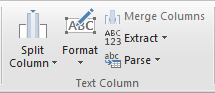 Split
Column
ABC
Format
Merge Columns
ABC
123
Extract
abc
Parse
Text Column